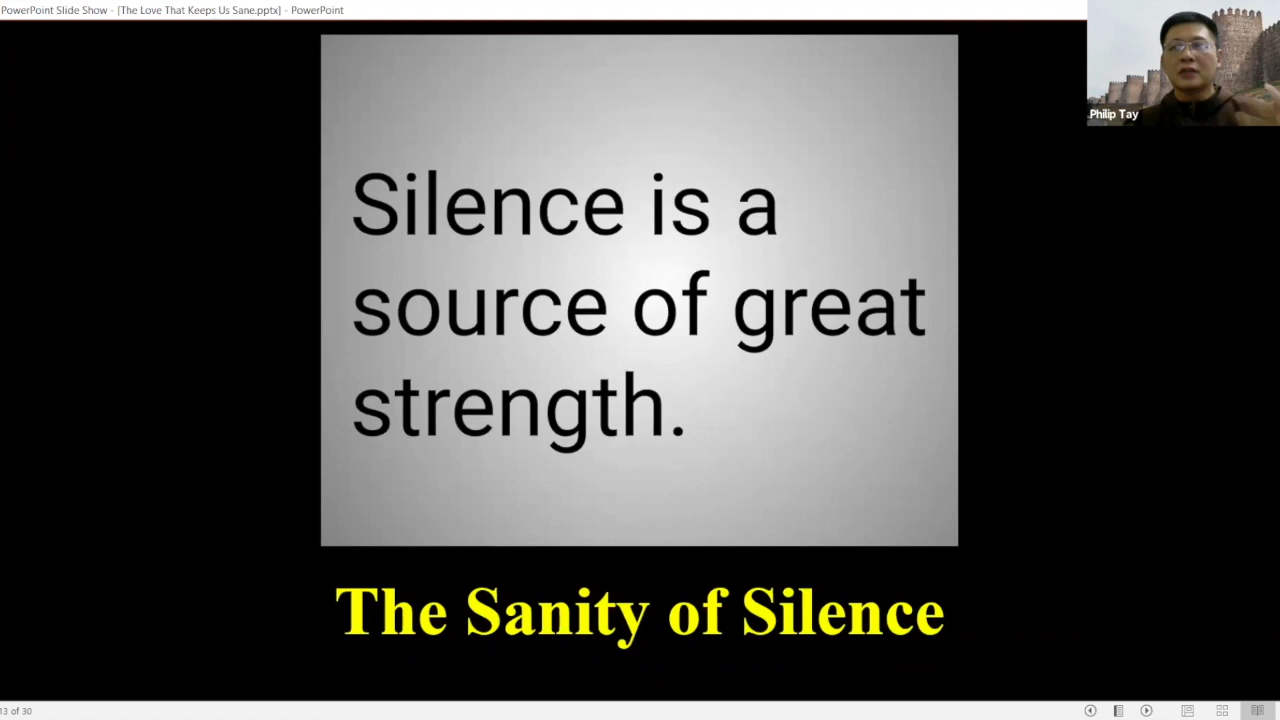 PowerPoint Slide Show - [The Love That Keeps Us Sane.pptx] - PowerPoint
Philip Tay
Silence is a
source of great
strength.
The Sanity of Silence
13 of 30